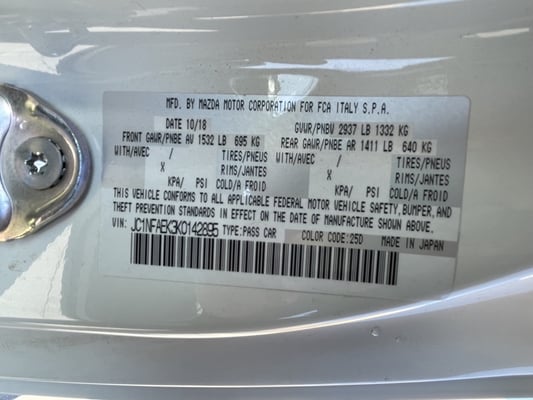 MFD. BY MAZDA MOTOR CORPORATION FOR FCA ITALY S.P.A.
DATE 10/18 GVWR/PNBV 2937 LB 1332 KG
FRONT GAWR/PNBE AV 1532 LB 695 KG REAR GAWR/PNBE AR 1411 LB 640 KG
WITH/AVEC / TIRES/PNEUS WITH/AVEC / TIRES/PNEUS
X RIMS/JANTES X RIMS/JANTES
KPA/ PSI COLD/A FROID KPA/ PSI COLD/A FROID
THIS VEHICLE CONFORMS TO ALL APPLICABLE FEDERAL MOTOR VEHICLE SAFETY, BUMPER, AND
THEFT PREVENTION STANDARDS IN EFFECT ON THE DATE OF MANUFACTURE SHOWN ABOVE.
VIN: JC1NFAEK3K0142895 TYPE:PASS CAR COLOR CODE:25D MADE IN JAPAN